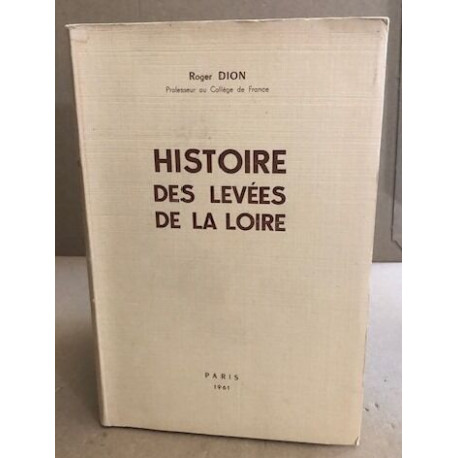 Roger DION
Professeur au Collège de France
HISTOIRE
DES LEVÉES
DE LA LOIRE
PARIS
1961